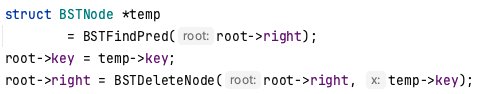 struct BSTNode *temp
= BSTFindPred( root: root->right);
root->key = temp->key;
root->right = BSTDeleteNode( root: root->right, x: temp->key);